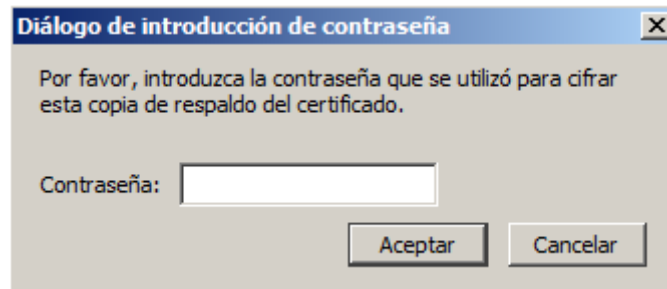 Diálogo de introducción de contraseña
Por favor, introduzca la contraseña que se utilizó para cifrar
esta copia de respaldo del certificado.
Contraseña:
Aceptar Cancelar